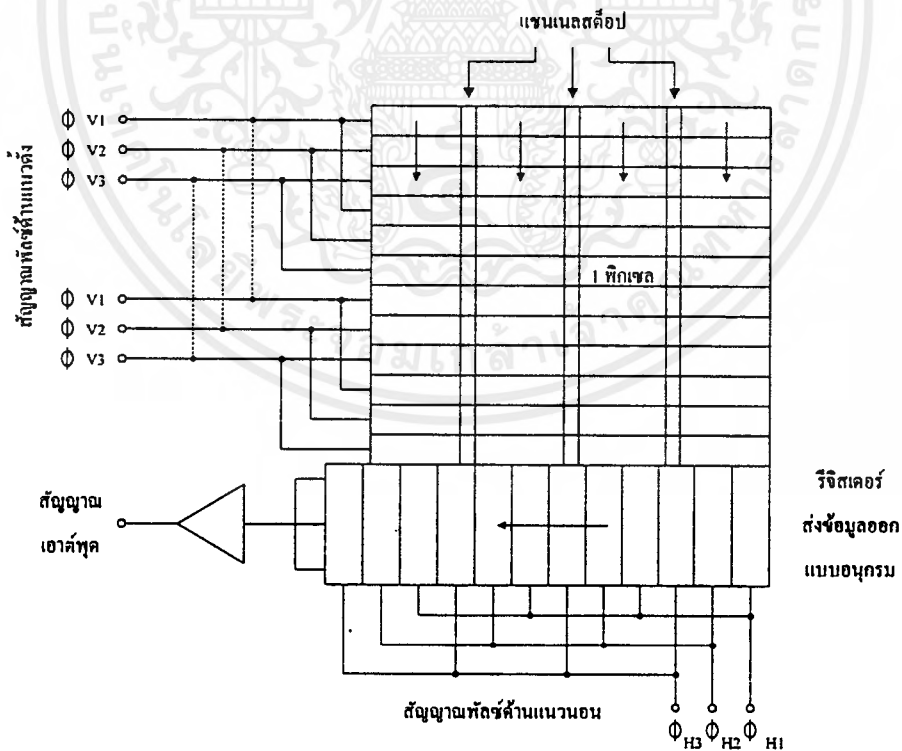 แชนเนลสต็อป
สัญญาณพัลซ์ด้านแนวตั้ง
Φ V1
Φ V2
Φ V3
1 พิกเซล
Φ V1
Φ V2
Φ V3
สัญญาณ
เอาต์พุต
รีจิสเตอร์
ส่งข้อมูลออก
แบบอนุกรม
สัญญาณพัลซ์ด้านแนวนอน
Φ H3 Φ H2 Φ H1